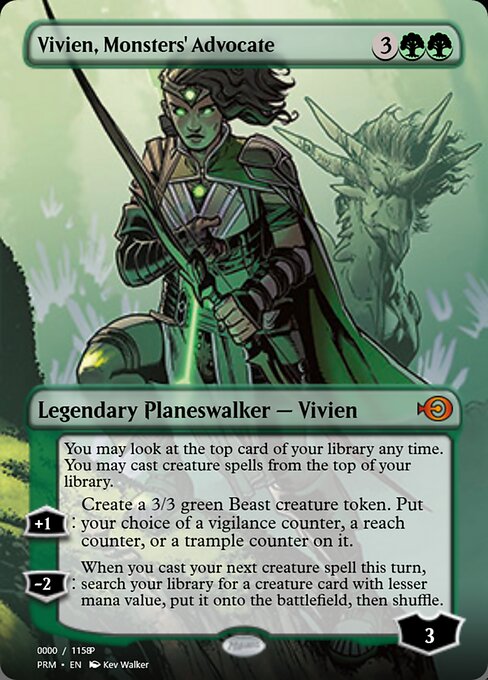 Vivien, Monsters' Advocate 3
Legendary Planeswalker — Vivien
You may look at the top card of your library any time.
You may cast creature spells from the top of your
library.
Create a 3/3 green Beast creature token. Put
+1: your choice of a vigilance counter, a reach
counter, or a trample counter on it.
When you cast your next creature spell this turn,
-2: search your library for a creature card with lesser
mana value, put it onto the battlefield, then shuffle.
3
0000 / 1158P
PRM • EN Kev Walker